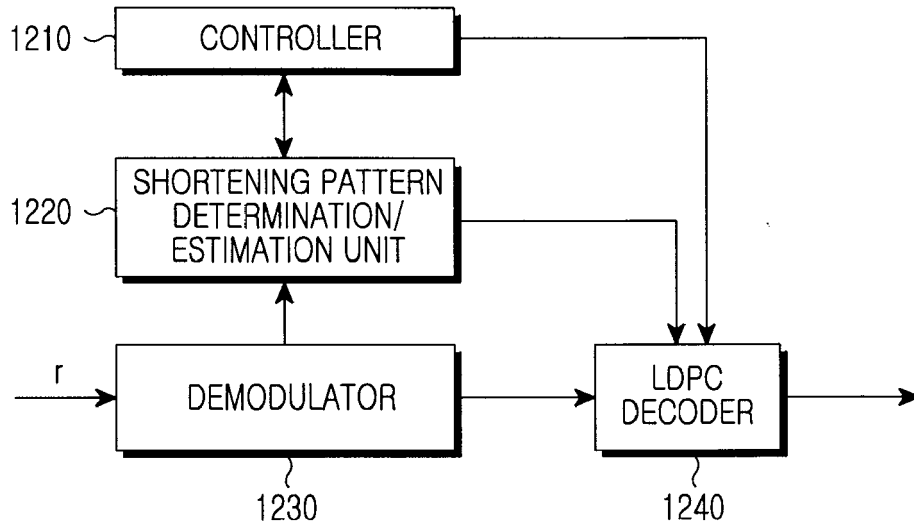 1210
CONTROLLER
1220
SHORTENING PATTERN
DETERMINATION/
ESTIMATION UNIT
r
DEMODULATOR
LDPC
DECODER
1230
1240